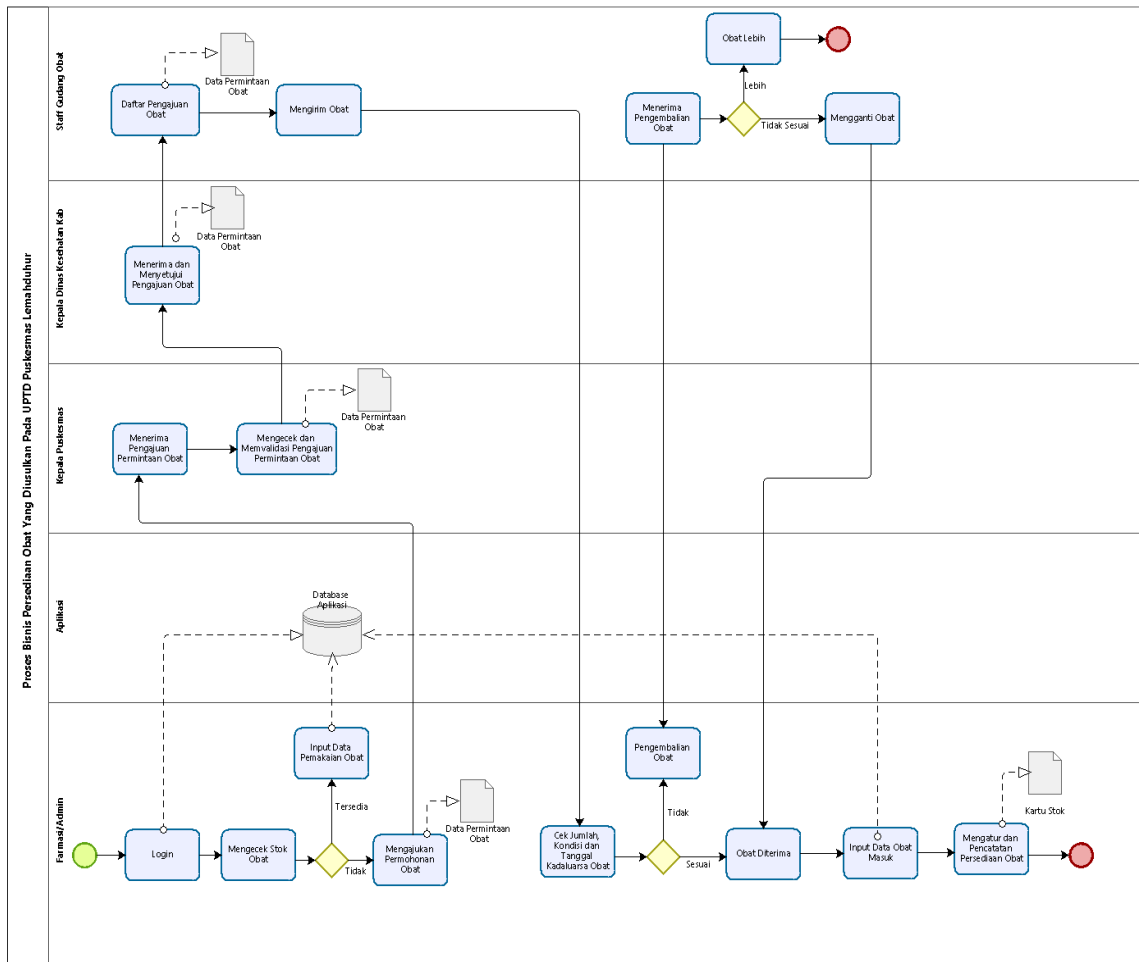 Proses Bisnis Persediaan Obat Yang Diusulkan Pada UPTD Puskesmas Lemahduhur
Staff Gudang Obat
Data Permintaan
Obat
Daftar Pengajuan
Obat
Mengirim Obat
Obat Lebih
Lebih
Menerima
Pengembalian
Obat
Tidak Sesuai
Mengganti Obat
Kepala Dinas Kesehatan Kab
Data Permintaan
Obat
Menerima dan
Menyetujui
Pengajuan Obat
Kepala Puskesmas
Data Permintaan
Obat
Menerima
Pengajuan
Permintaan Obat
Mengecek dan
Memvalidasi Pengajuan
Permintaan Obat
Aplikasi
Database
Aplikasi
Farmasi/Admin
Input Data
Pemakaian Obat
Tersedia
Login
Mengecek Stok
Obat
Tidak
Mengajukan
Permohonan
Obat
Data Permintaan
Obat
Pengembalian
Obat
Tidak
Cek Jumlah,
Kondisi dan
Tanggal
Kadaluarsa Obat
Sesuai
Obat Diterima
Input Data Obat
Masuk
Kartu Stok
Mengatur dan
Pencatatan
Persediaan Obat